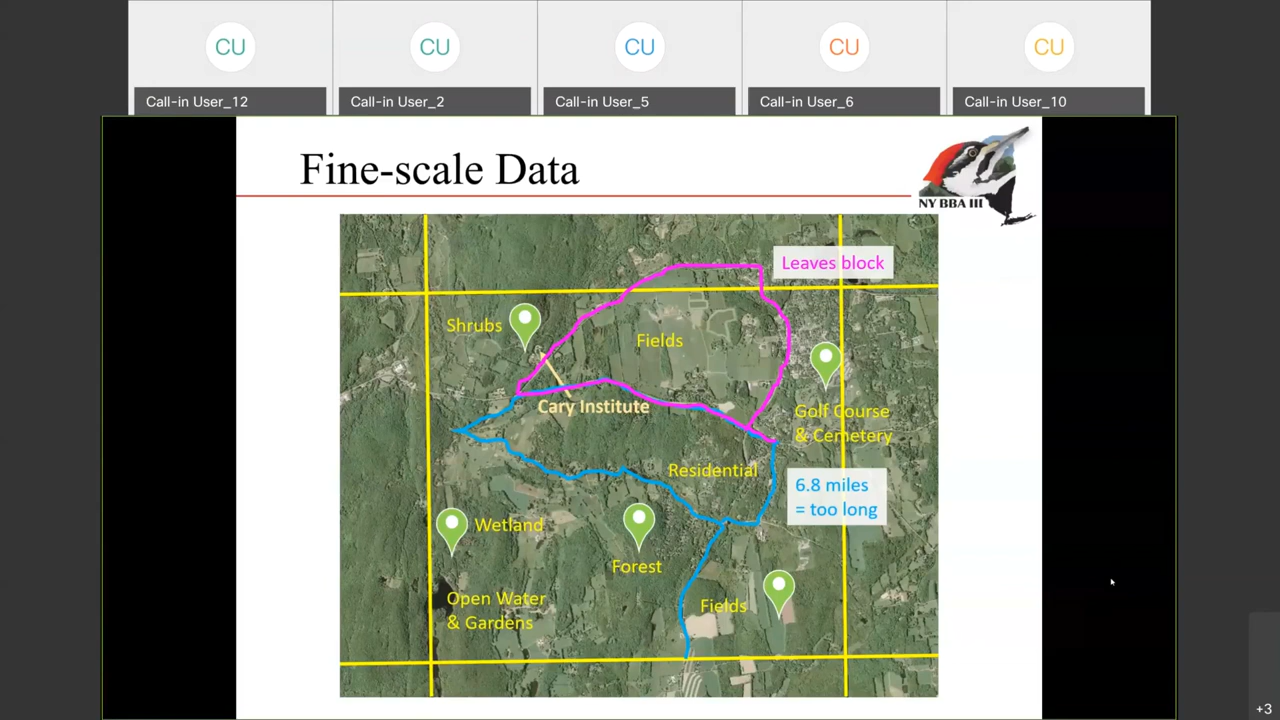 CU
CU
CU
CU
CU
Call-in User_12
Call-in User_2
Call-in User_5
Call-in User_6
Call-in User_10
Fine-scale Data
NY BBA III
Leaves block
Shrubs
Fields
Cary Institute
Golf Course
& Cemetery
Residential
6.8 miles
= too long
Wetland
Forest
Open Water
& Gardens
Fields
+3